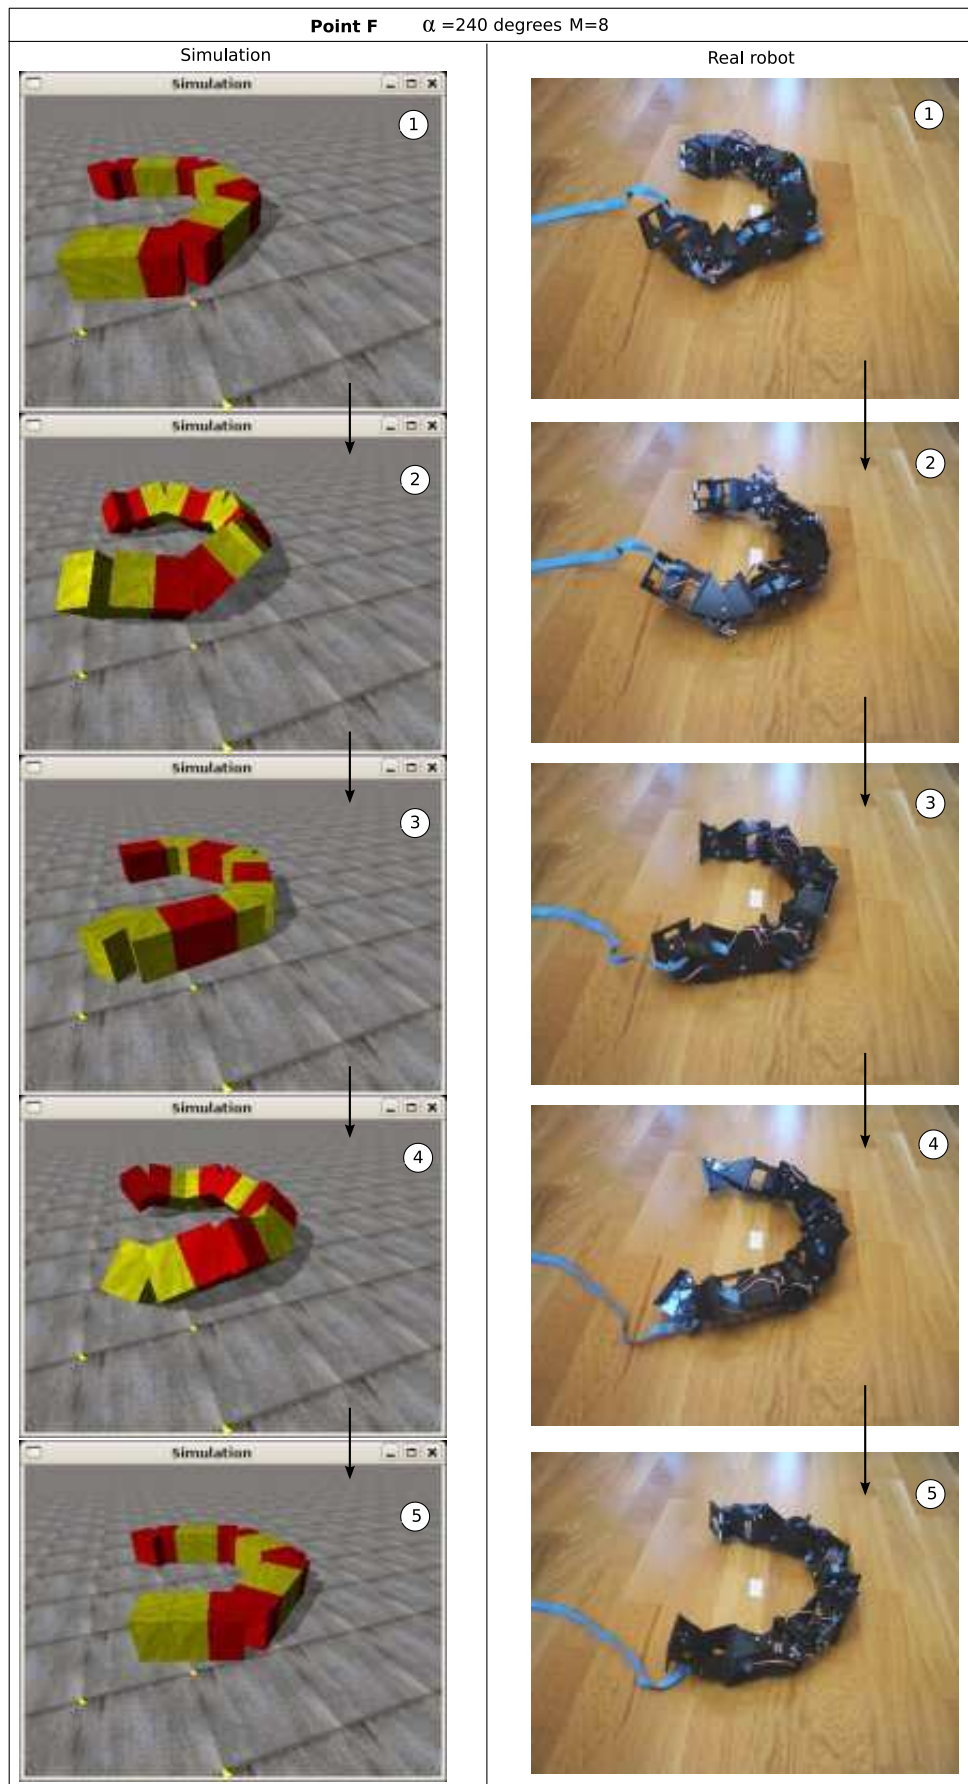 Point F α =240 degrees M=8
Simulation
Real robot
Simulation
1
1
Simulation
2
2
Simulation
3
3
Simulation
4
4
Simulation
5
5